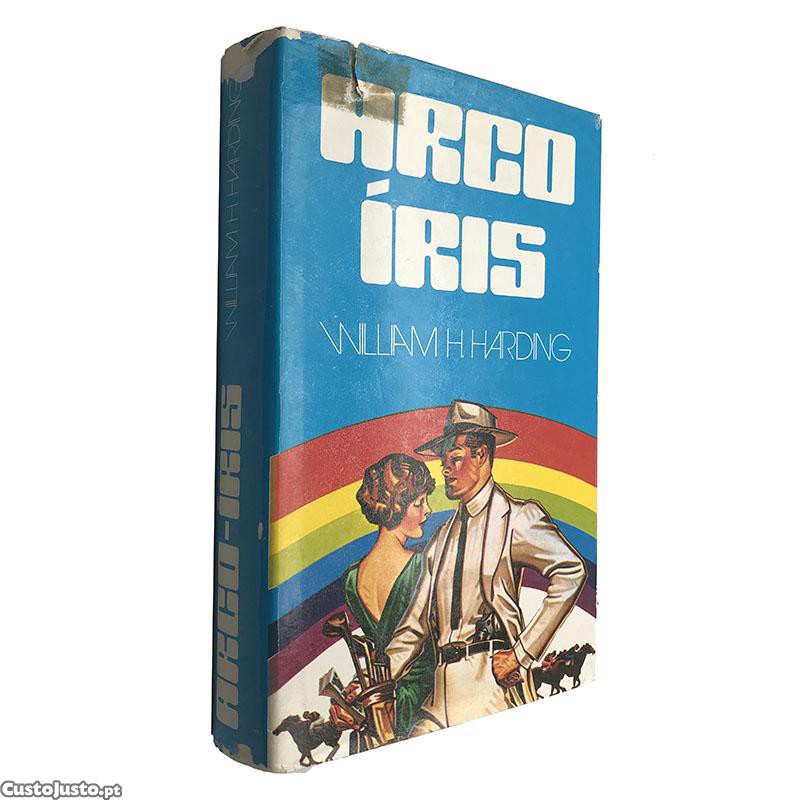 ARCO
ÍRIS
WILLIAM H. HARDING
ARCO-ÍRIS
WILLIAM H. HARDING
CustoJusto.pt